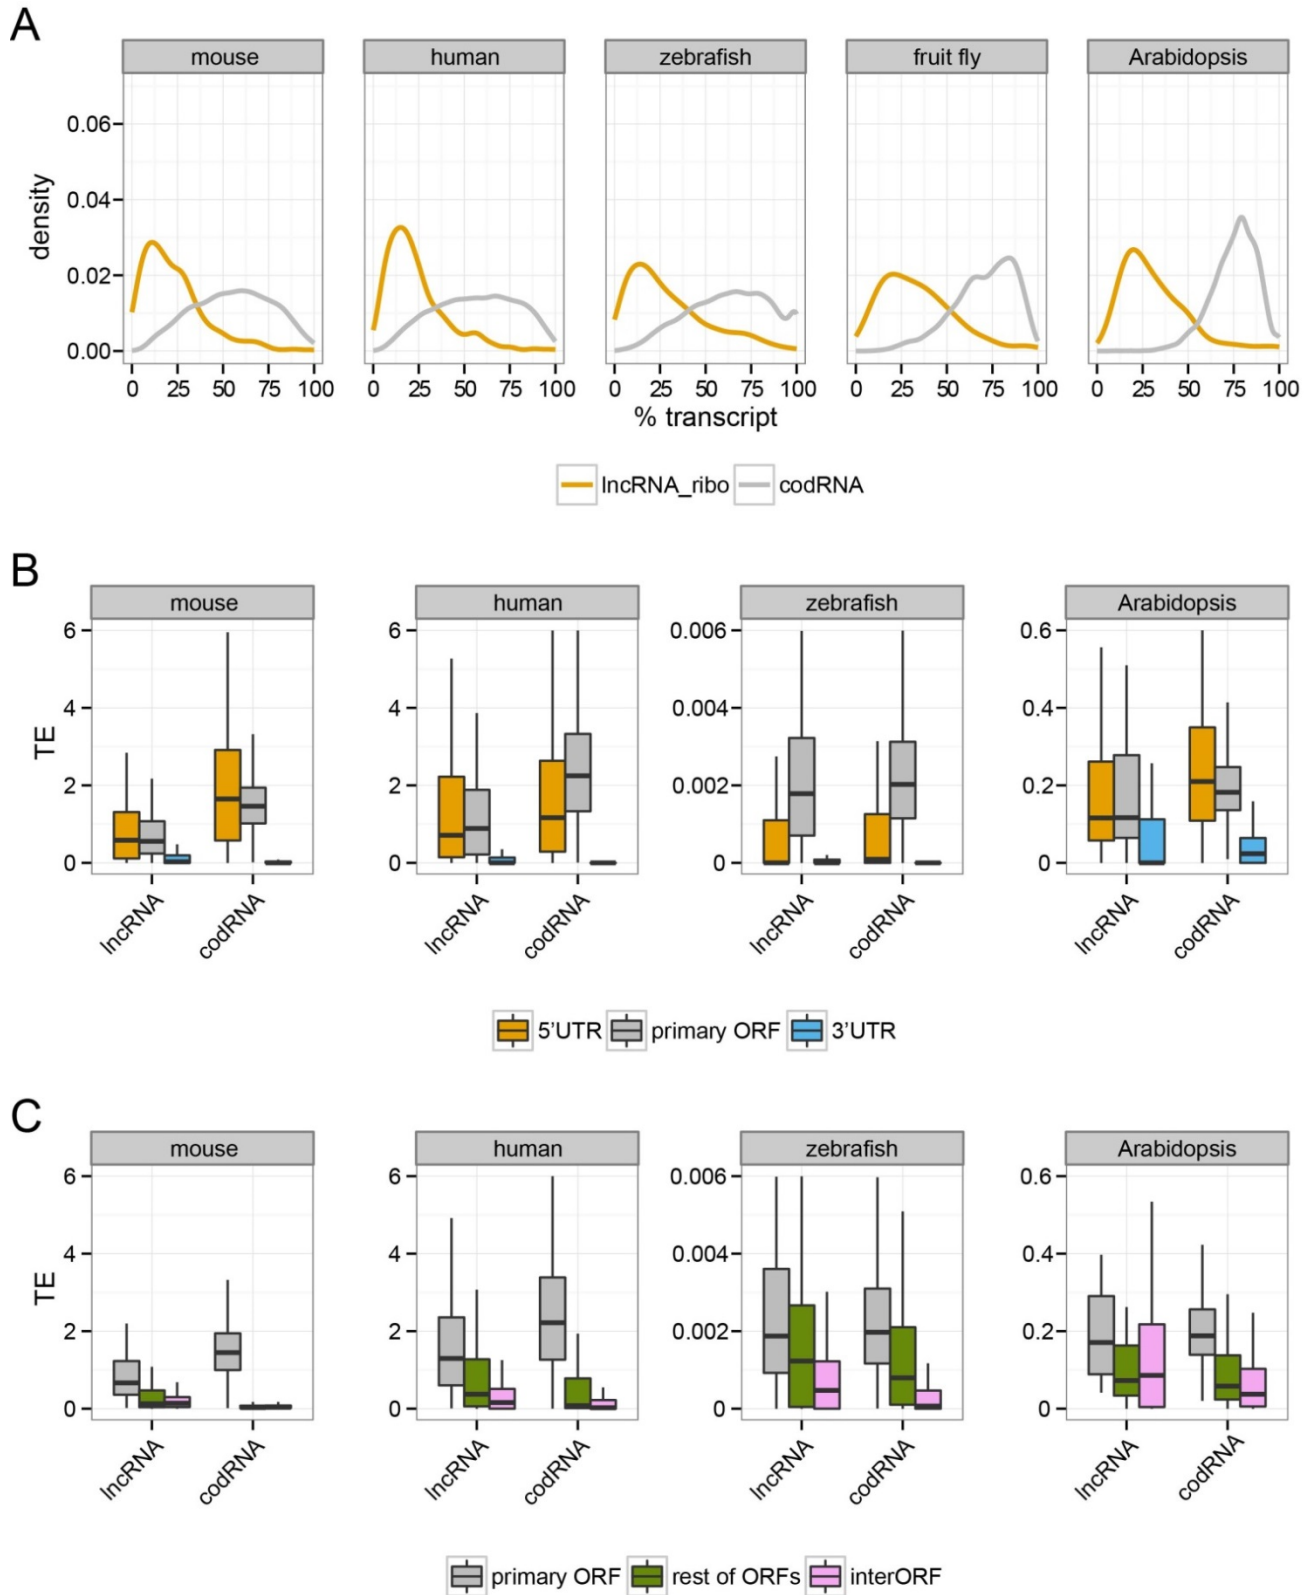 A
mouse human zebrafish fruit fly Arabidopsis
0.06
0.04
0.02
0.00
density
0 25 50 75 100 0 25 50 75 100 0 25 50 75 100 0 25 50 75 100 0 25 50 75 100
% transcript
lncRNA_ribo codRNA
B
mouse human zebrafish Arabidopsis
6 6 0.006 0.6
4 4 0.004 0.4
2 2 0.002 0.2
0 0 0.000 0
TE
lncRNA codRNA lncRNA codRNA lncRNA codRNA lncRNA codRNA
5'UTR primary ORF 3'UTR
C
mouse human zebrafish Arabidopsis
6 6 0.006 0.6
4 4 0.004 0.4
2 2 0.002 0.2
0 0 0.000 0
TE
lncRNA codRNA lncRNA codRNA lncRNA codRNA lncRNA codRNA
primary ORF rest of ORFs interORF